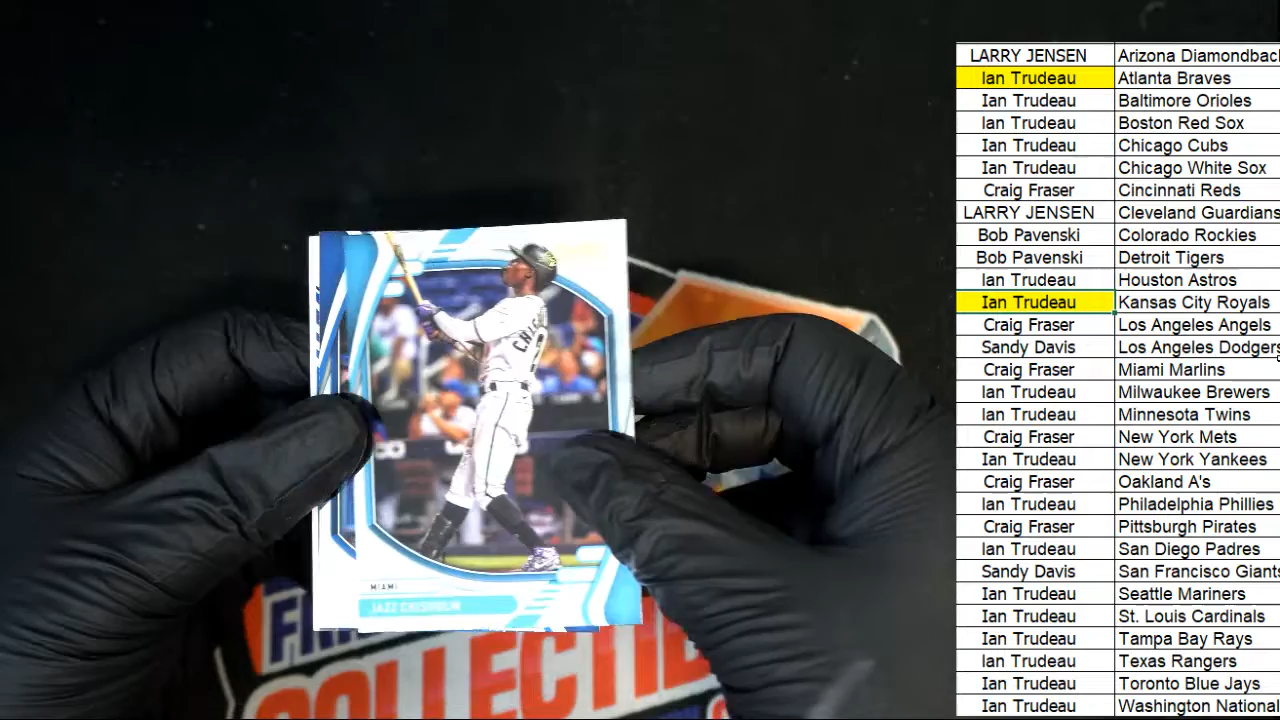 LARRY JENSEN Arizona Diamondbac
Ian Trudeau Atlanta Braves
Ian Trudeau Baltimore Orioles
Ian Trudeau Boston Red Sox
Ian Trudeau Chicago Cubs
Ian Trudeau Chicago White Sox
Craig Fraser Cincinnati Reds
LARRY JENSEN Cleveland Guardians
Bob Pavenski Colorado Rockies
Bob Pavenski Detroit Tigers
Ian Trudeau Houston Astros
Ian Trudeau Kansas City Royals
Craig Fraser Los Angeles Angels
Sandy Davis Los Angeles Dodgers
Craig Fraser Miami Marlins
Ian Trudeau Milwaukee Brewers
Ian Trudeau Minnesota Twins
Craig Fraser New York Mets
Ian Trudeau New York Yankees
Craig Fraser Oakland A's
Ian Trudeau Philadelphia Phillies
Craig Fraser Pittsburgh Pirates
Ian Trudeau San Diego Padres
Sandy Davis San Francisco Giants
Ian Trudeau Seattle Mariners
Ian Trudeau St. Louis Cardinals
Ian Trudeau Tampa Bay Rays
Ian Trudeau Texas Rangers
Ian Trudeau Toronto Blue Jays
Ian Trudeau Washington National
MIAMI
JAZZ CHISHOLM
COLLECTIB